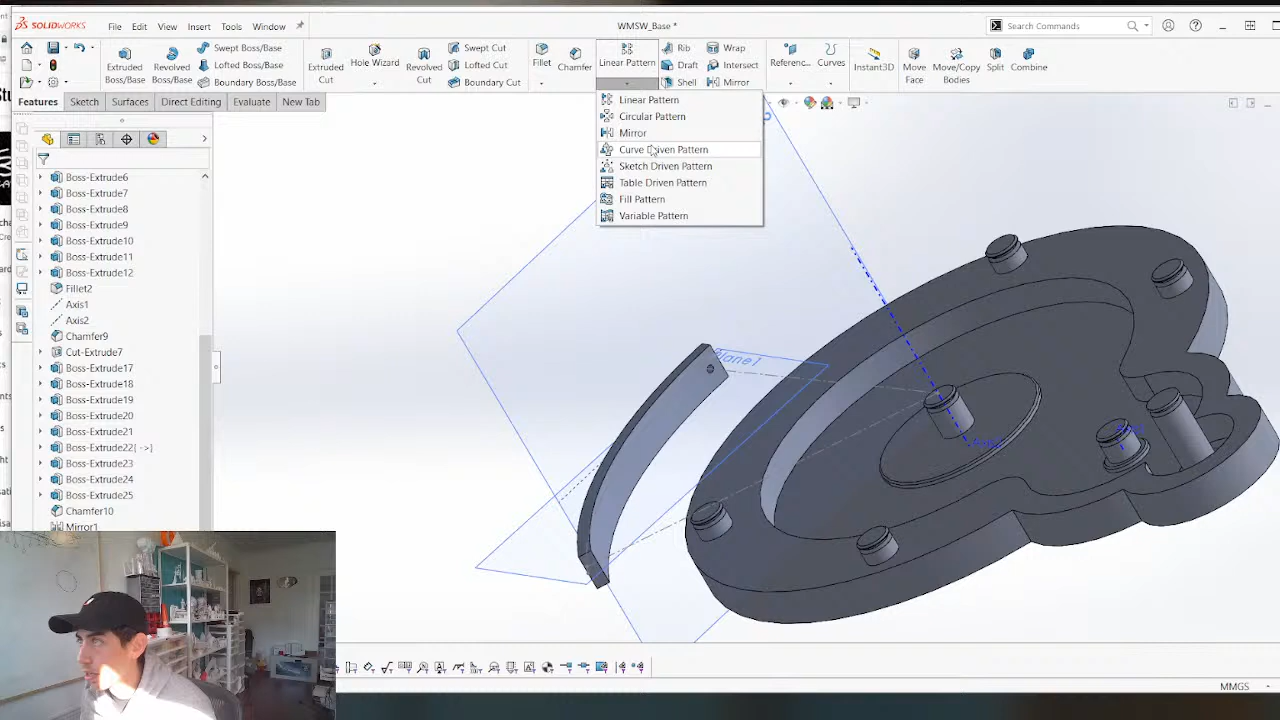 SOLIDWORKS File Edit View Insert Tools Window WMSW_Base * Search Commands
Extruded Boss/Base Revolved Boss/Base Swept Boss/Base Lofted Boss/Base Boundary Boss/Base Extruded Cut Hole Wizard Revolved Cut Swept Cut Lofted Cut Boundary Cut Fillet Chamfer Linear Pattern Rib Draft Shell Wrap Intersect Mirror Referenc... Curves Instant3D Move Face Move/Copy Bodies Split Combine
Features Sketch Surfaces Direct Editing Evaluate New Tab
Linear Pattern
Circular Pattern
Mirror
Curve Driven Pattern
Sketch Driven Pattern
Table Driven Pattern
Fill Pattern
Variable Pattern
Boss-Extrude6
Boss-Extrude7
Boss-Extrude8
Boss-Extrude9
Boss-Extrude10
Boss-Extrude11
Boss-Extrude12
Fillet2
Axis1
Axis2
Chamfer9
Cut-Extrude7
Boss-Extrude17
Boss-Extrude18
Boss-Extrude19
Boss-Extrude20
Boss-Extrude21
Boss-Extrude22[ ->]
Boss-Extrude23
Boss-Extrude24
Boss-Extrude25
Chamfer10
Mirror1
Plane1
MMGS